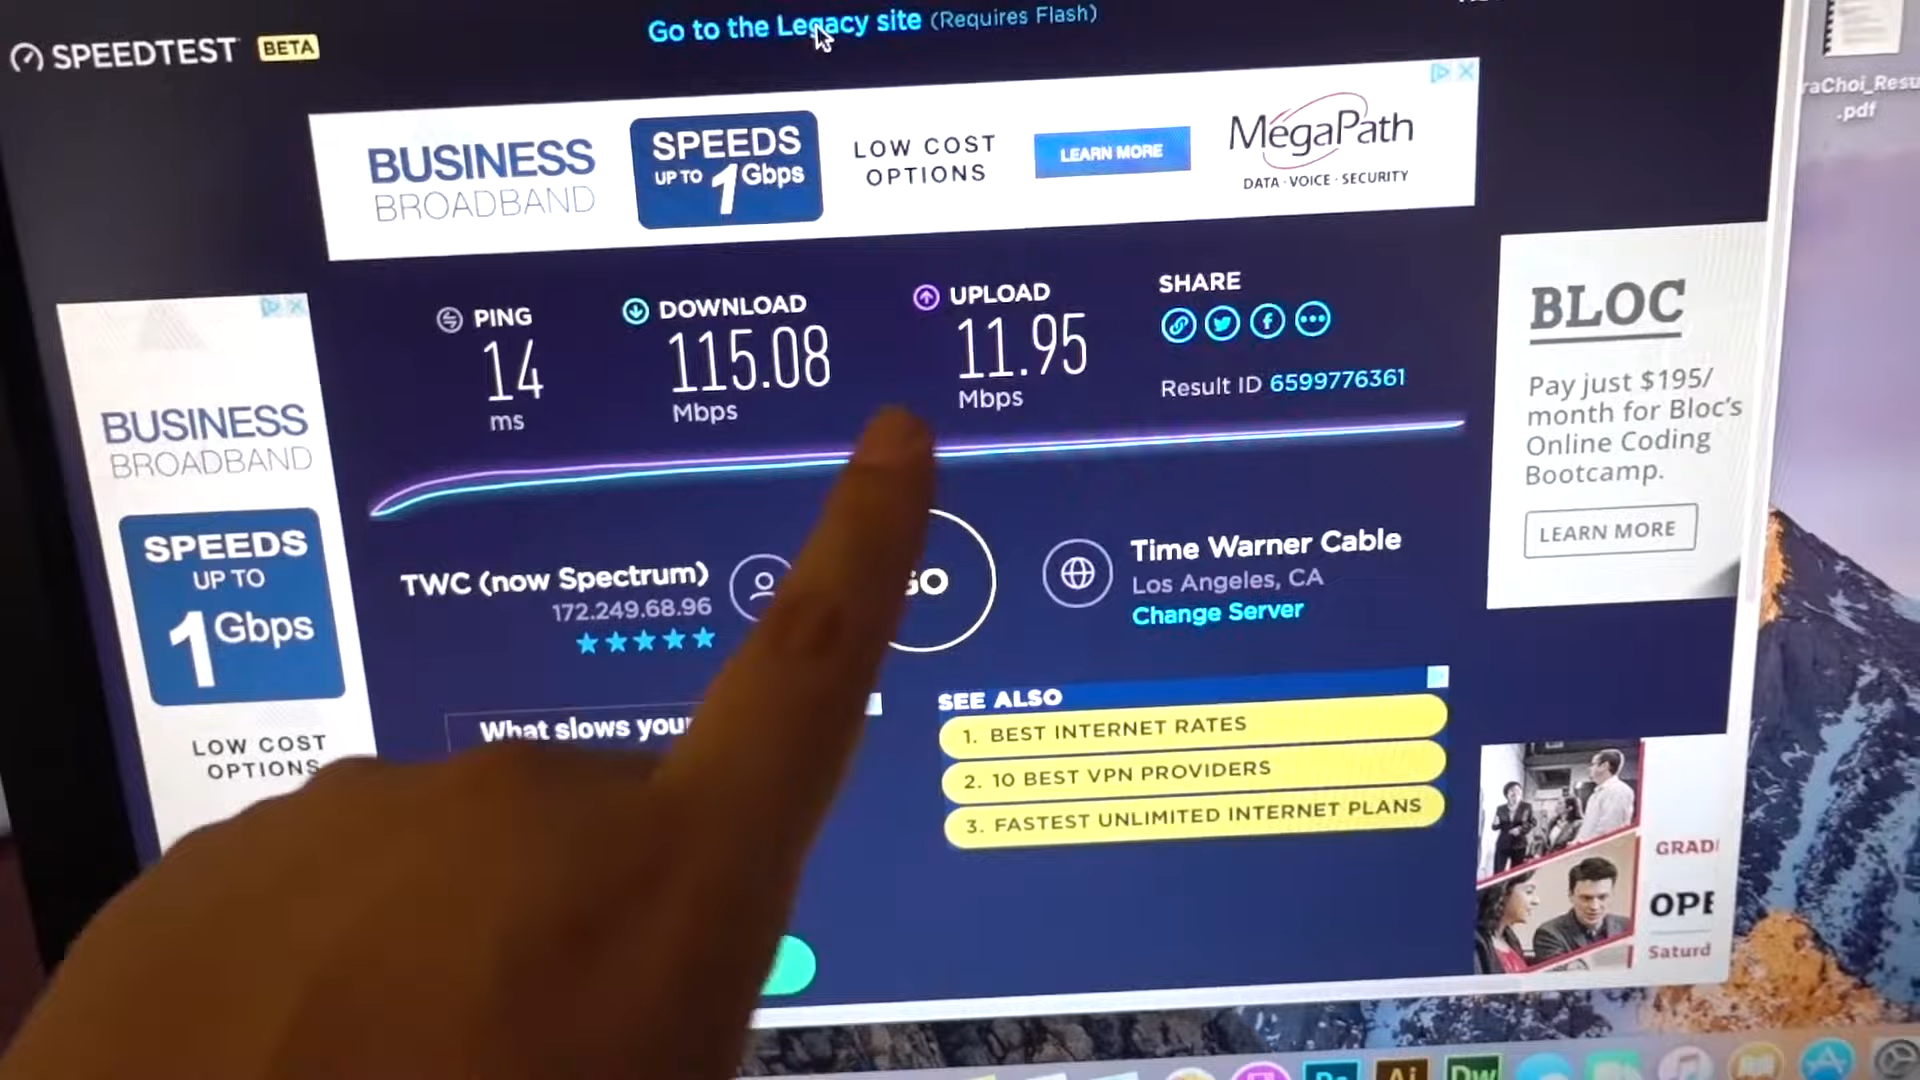 Go to the Legacy site (Requires Flash)
SPEEDTEST BETA
BUSINESS
BROADBAND
SPEEDS
UP TO 1 Gbps
LOW COST
OPTIONS
LEARN MORE
MegaPath
DATA · VOICE · SECURITY
.pdf
PING
14
ms
DOWNLOAD
115.08
Mbps
UPLOAD
11.95
Mbps
SHARE
Result ID 6599776361
BUSINESS
BROADBAND
SPEEDS
UP TO
1 Gbps
LOW COST
OPTIONS
BLOC
Pay just $195/
month for Bloc's
Online Coding
Bootcamp.
LEARN MORE
TWC (now Spectrum)
172.249.68.96
GO
Time Warner Cable
Los Angeles, CA
Change Server
What slows your
SEE ALSO
1. BEST INTERNET RATES
2. 10 BEST VPN PROVIDERS
3. FASTEST UNLIMITED INTERNET PLANS
GRAD
OPE
Saturd
Ai
Dw